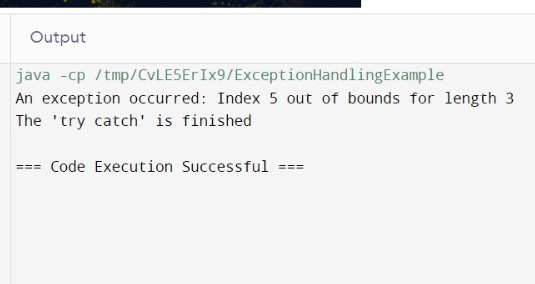 Output
java -cp /tmp/CvLE5ErIx9/ExceptionHandlingExample
An exception occurred: Index 5 out of bounds for length 3
The 'try catch' is finished
=== Code Execution Successful ===